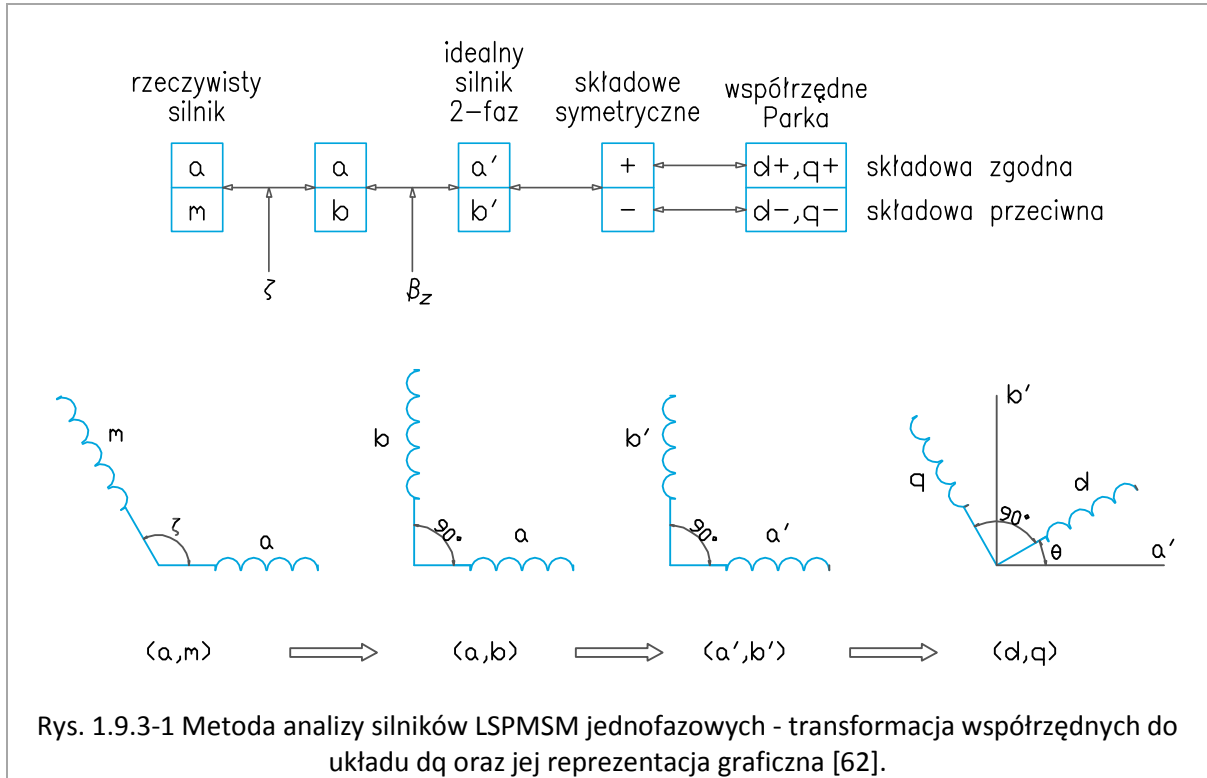 rzeczywisty
silnik
idealny
silnik
2-faz
składowe
symetryczne
współrzędne
Parka
a
a
a′
+
d+,q+
składowa zgodna
m
b
b′
-
d-,q-
składowa przeciwna
ζ
βz
m
ζ
a
b
90°
a
b′
90°
a′
b′
q
d
90°
θ
a′
(a,m)
(a,b)
(a′,b′)
(d,q)
Rys. 1.9.3-1 Metoda analizy silników LSPMSM jednofazowych - transformacja współrzędnych do
układu dq oraz jej reprezentacja graficzna [62].